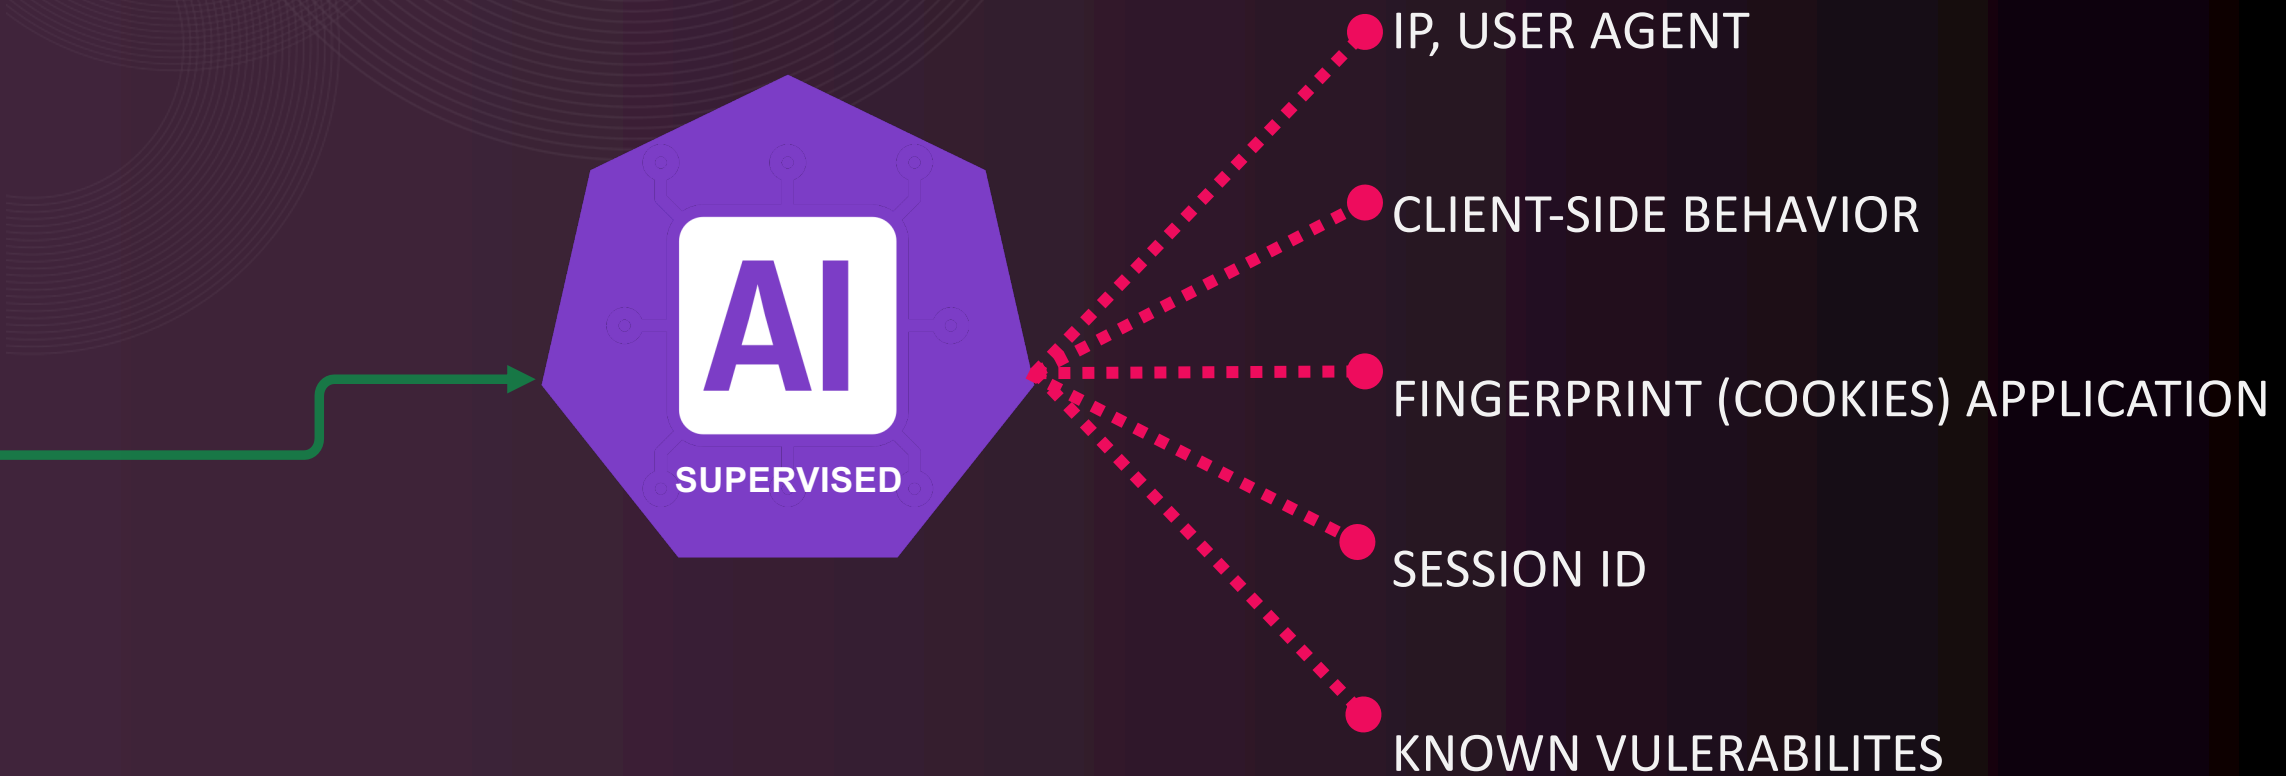 IP, USER AGENT
CLIENT-SIDE BEHAVIOR
AI
FINGERPRINT (COOKIES) APPLICATION
SUPERVISED
SESSION ID
KNOWN VULERABILITES